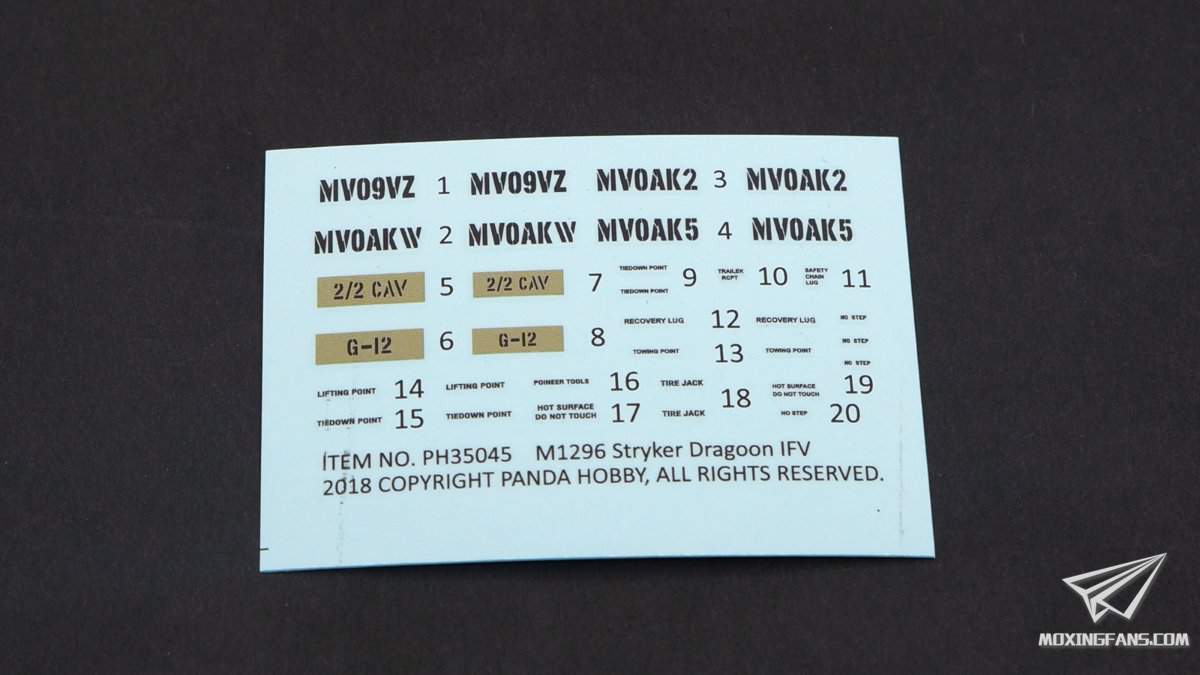 MV09VZ 1 MV09VZ MV0AK2 3 MV0AK2
MV0AKW 2 MV0AKW MV0AK5 4 MV0AK5
2/2 CAV 5 2/2 CAV 7 TIEDOWN POINT TIEDOWN POINT 9 TRAILER RCPT 10 SAFETY CHAIN LUG 11
G-12 6 G-12 8 RECOVERY LUG 12 RECOVERY LUG NO STEP
TOWING POINT 13 TOWING POINT NO STEP
NO STEP
LIFTING POINT 14 LIFTING POINT POINEER TOOLS 16 TIRE JACK 18 HOT SURFACE DO NOT TOUCH 19
TIEDOWN POINT 15 TIEDOWN POINT HOT SURFACE DO NOT TOUCH 17 TIRE JACK NO STEP 20
ITEM NO. PH35045 M1296 Stryker Dragoon IFV
2018 COPYRIGHT PANDA HOBBY, ALL RIGHTS RESERVED.
MOXINGFANS.COM